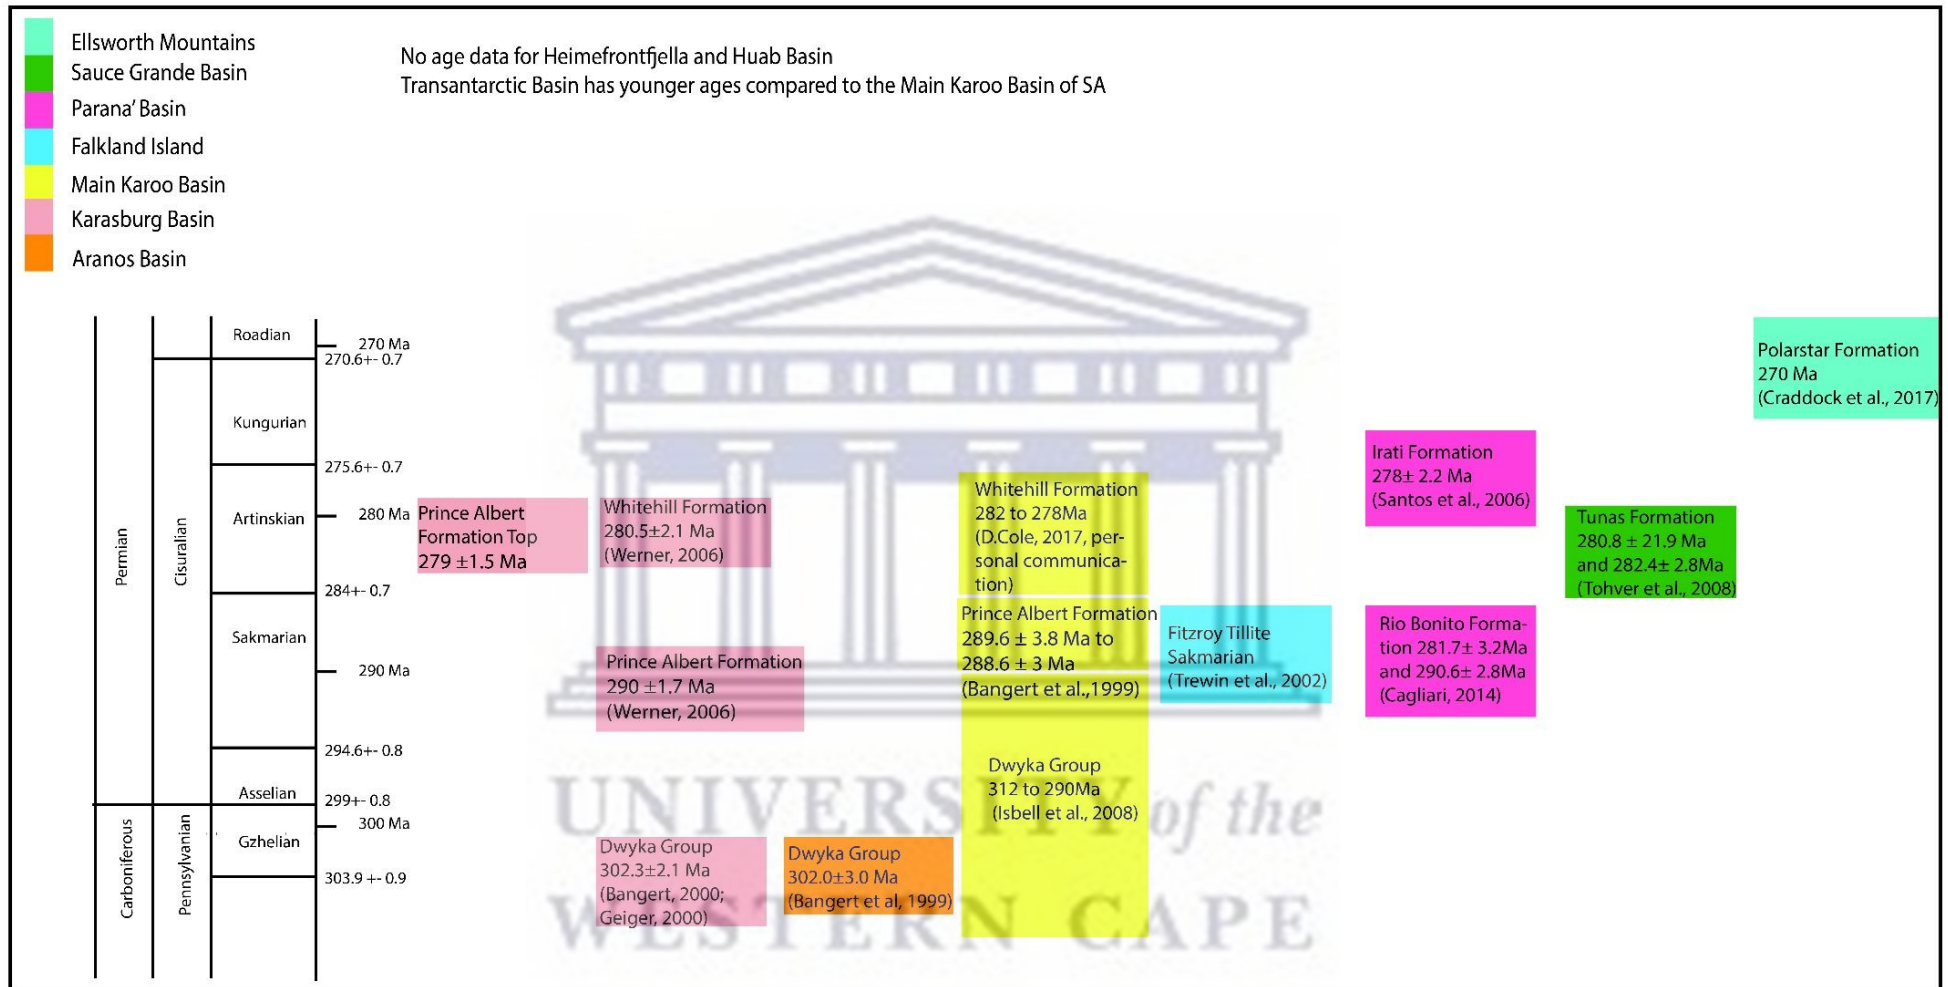 Ellsworth Mountains
Sauce Grande Basin
Parana' Basin
Falkland Island
Main Karoo Basin
Karasburg Basin
Aranos Basin
No age data for Heimefrontfjella and Huab Basin
Transantarctic Basin has younger ages compared to the Main Karoo Basin of SA
Permian
Carboniferous
Cisuralian
Pennsylvanian
Roadian
Kungurian
Artinskian
Sakmarian
Asselian
Gzhelian
270 Ma
270.6+- 0.7
275.6+- 0.7
280 Ma
284+- 0.7
290 Ma
294.6+- 0.8
299+- 0.8
300 Ma
303.9 +- 0.9
Prince Albert
Formation Top
279 ±1.5 Ma
Whitehill Formation
280.5±2.1 Ma
(Werner, 2006)
Prince Albert Formation
290 ±1.7 Ma
(Werner, 2006)
Dwyka Group
302.3±2.1 Ma
(Bangert, 2000;
Geiger, 2000)
Dwyka Group
302.0±3.0 Ma
(Bangert et al, 1999)
Whitehill Formation
282 to 278Ma
(D.Cole, 2017, per-
sonal communica-
tion)
Prince Albert Formation
289.6 ± 3.8 Ma to
288.6 ± 3 Ma
(Bangert et al.,1999)
Dwyka Group
312 to 290Ma
(Isbell et al., 2008)
Fitzroy Tillite
Sakmarian
(Trewin et al., 2002)
Irati Formation
278± 2.2 Ma
(Santos et al., 2006)
Rio Bonito Forma-
tion 281.7± 3.2Ma
and 290.6± 2.8Ma
(Cagliari, 2014)
Tunas Formation
280.8 ± 21.9 Ma
and 282.4± 2.8Ma
(Tohver et al., 2008)
Polarstar Formation
270 Ma
(Craddock et al., 2017)
UNIVERSITY of the
WESTERN CAPE